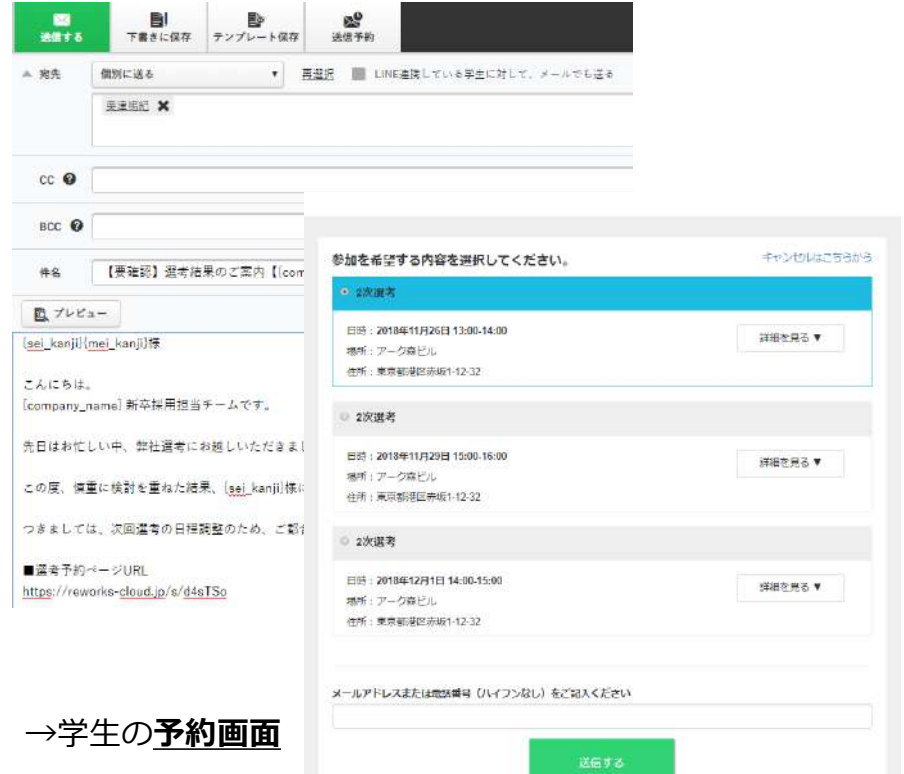 送信する
下書きに保存
テンプレート保存
送信予約
宛先
個別に送る
再選択
LINE連携している学生に対して、メールでも送る
CC
BCC
件名
【要確認】選考結果のご案内【{com
プレビュー
{sei_kanji}{mei_kanji}様
こんにちは。
{company_name} 新卒採用担当チームです。
先日はお忙しい中、弊社選考にお越しいただきまし
この度、慎重に検討を重ねた結果、{sei_kanji}様に
つきましては、次回選考の日程調整のため、ご都合
■選考予約ページURL
https://reworks-cloud.jp/s/d4sTSo
参加を希望する内容を選択してください。
キャンセルはこちらから
2次選考
日時：2018年11月26日 13:00-14:00
場所：アーク森ビル
住所：東京都港区赤坂1-12-32
詳細を見る ▼
2次選考
日時：2018年11月29日 15:00-16:00
場所：アーク森ビル
住所：東京都港区赤坂1-12-32
詳細を見る ▼
2次選考
日時：2018年12月1日 14:00-15:00
場所：アーク森ビル
住所：東京都港区赤坂1-12-32
詳細を見る ▼
メールアドレスまたは電話番号（ハイフンなし）をご記入ください
送信する
→学生の予約画面